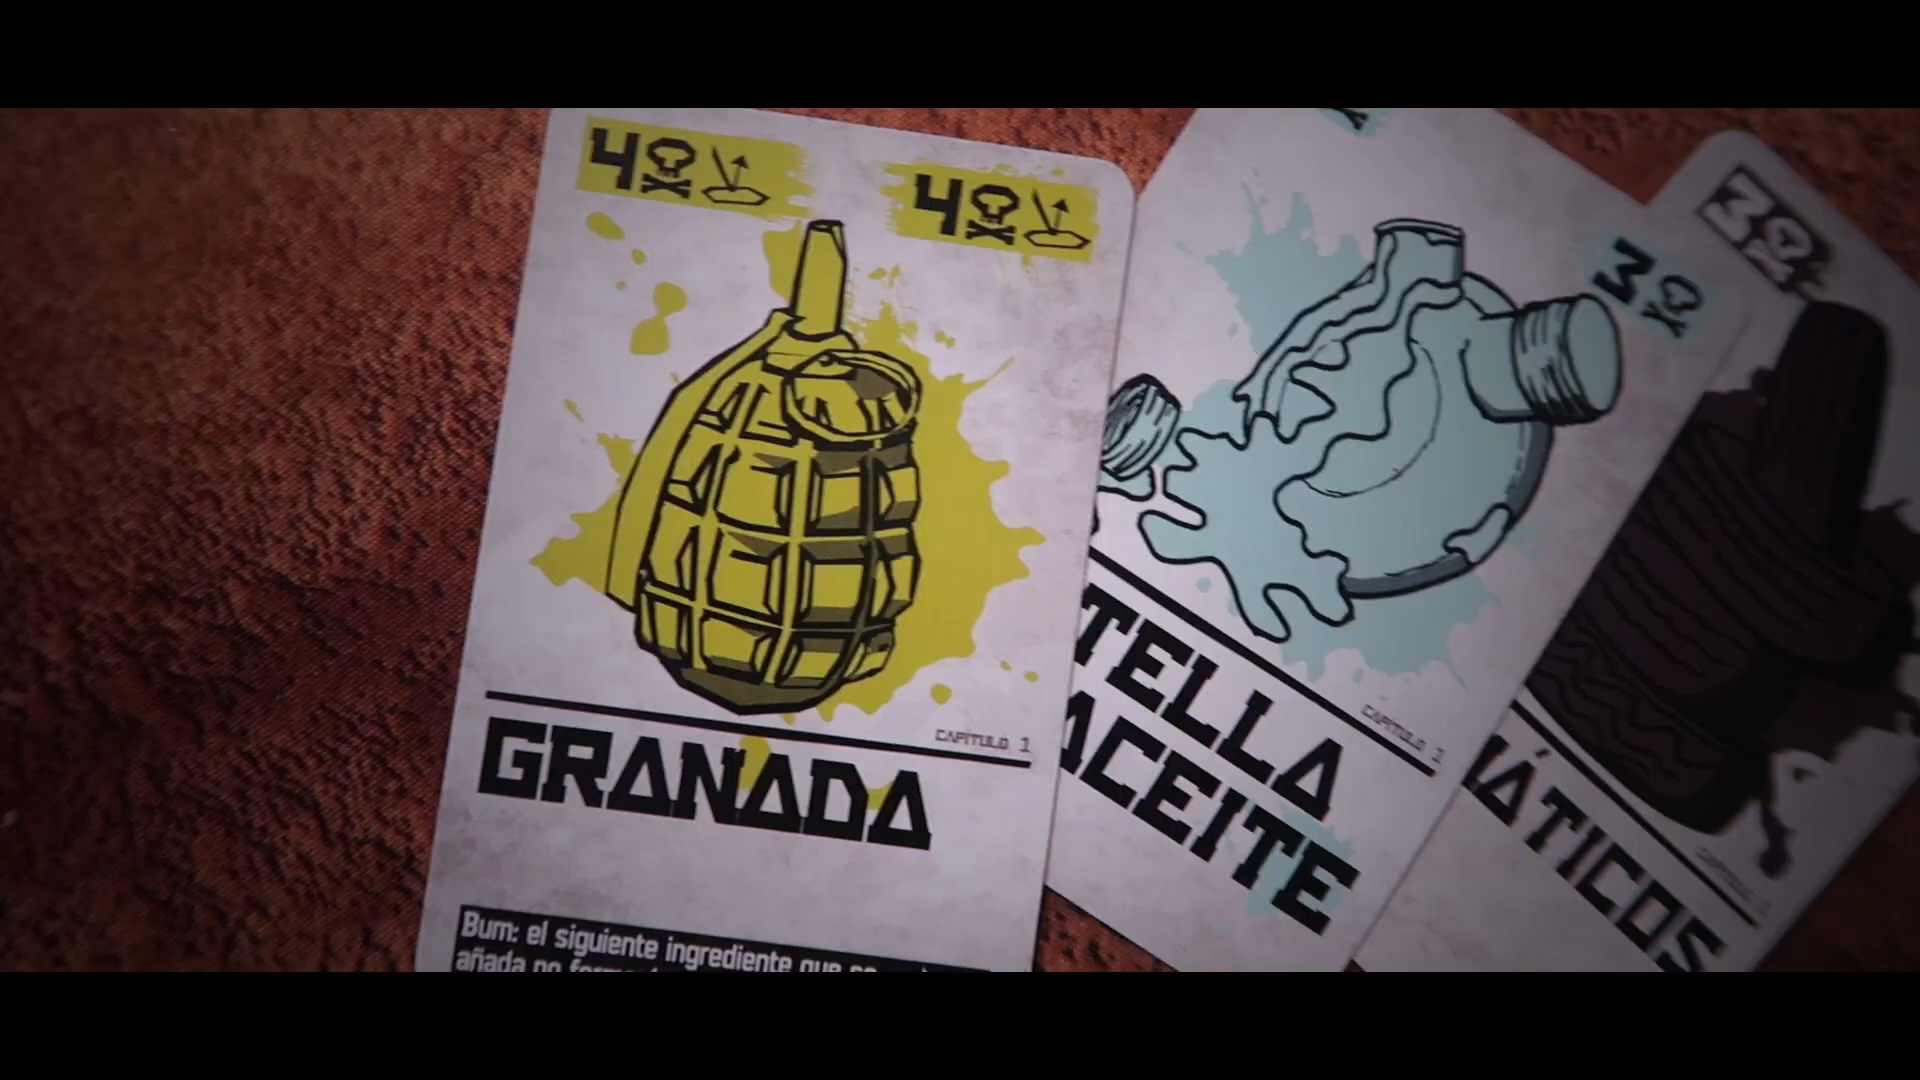 4
4
CAPÍTULO 1
GRANADA
Bum: el siguiente ingrediente que
añada no
3
CAPÍTULO 1
TELLA
ACEITE
3
ÁTICOS